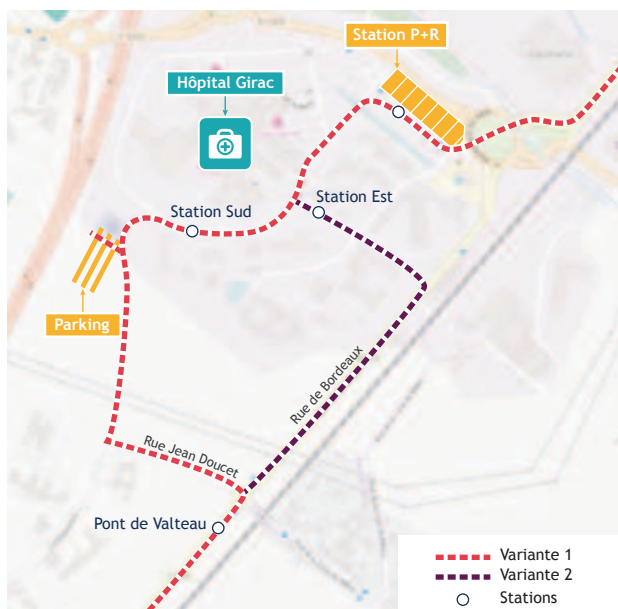 Station P+R
Hôpital Girac
Station Est
Station Sud
Parking
Rue de Bordeaux
Rue Jean Doucet
Pont de Valteau
Variante 1
Variante 2
Stations